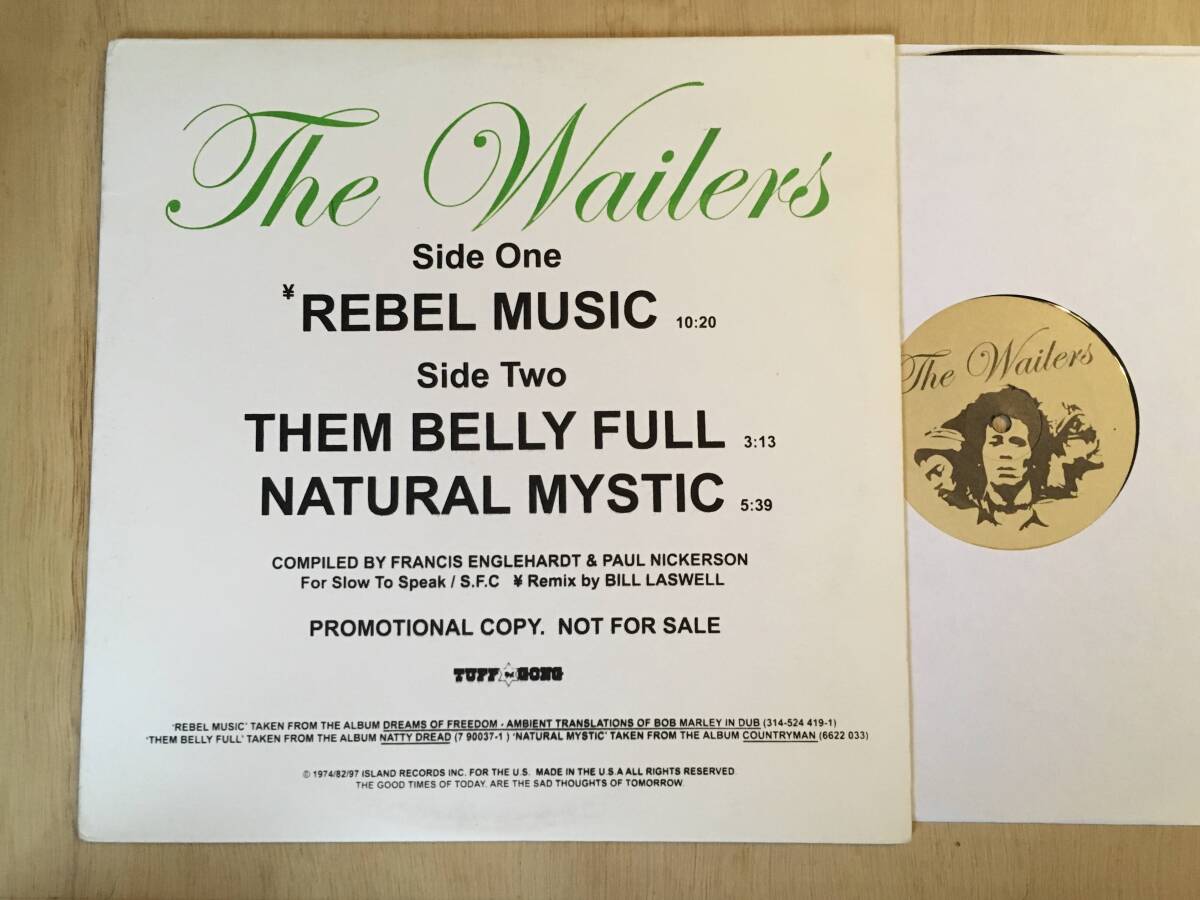 The Wailers
Side One
¥ REBEL MUSIC 10:20
Side Two
THEM BELLY FULL 3:13
NATURAL MYSTIC 5:39
COMPILED BY FRANCIS ENGLEHARDT & PAUL NICKERSON
For Slow To Speak / S.F.C ¥ Remix by BILL LASWELL
PROMOTIONAL COPY. NOT FOR SALE
TUFF GONG
'REBEL MUSIC' TAKEN FROM THE ALBUM DREAMS OF FREEDOM - AMBIENT TRANSLATIONS OF BOB MARLEY IN DUB (314-524 419-1)
'THEM BELLY FULL' TAKEN FROM THE ALBUM NATTY DREAD (7 90037-1 ) 'NATURAL MYSTIC' TAKEN FROM THE ALBUM COUNTRYMAN (6622 033)
© 1974/82/97 ISLAND RECORDS INC. FOR THE U.S. MADE IN THE U.S.A ALL RIGHTS RESERVED.
THE GOOD TIMES OF TODAY, ARE THE SAD THOUGHTS OF TOMORROW.
The Wailers